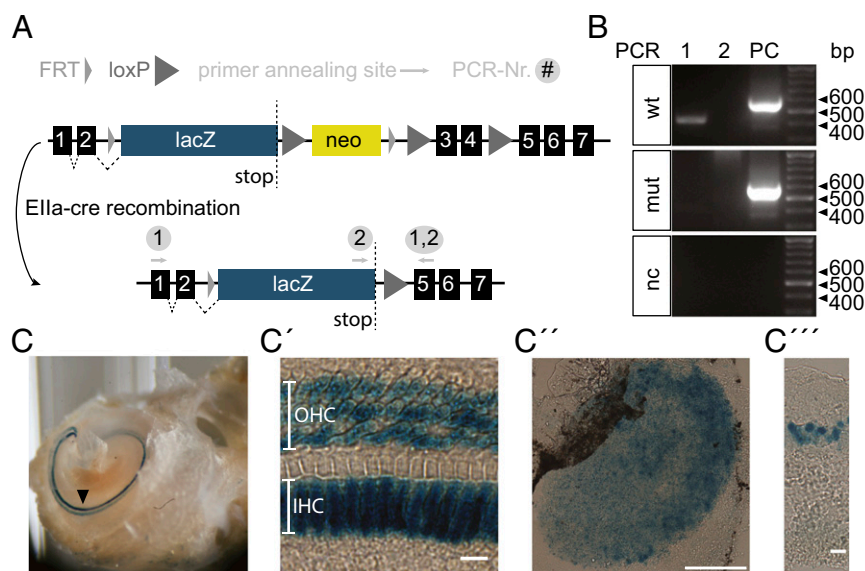 A
FRT loxP primer annealing site PCR-Nr. #
1 2 lacZ neo 3 4 5 6 7
stop
EIIa-cre recombination
1 2 1,2
1 2 lacZ 5 6 7
stop
B
PCR 1 2 PC bp
wt
600
500
400
mut
600
500
400
nc
600
500
400
C
C´
OHC
IHC
C´´
C´´´